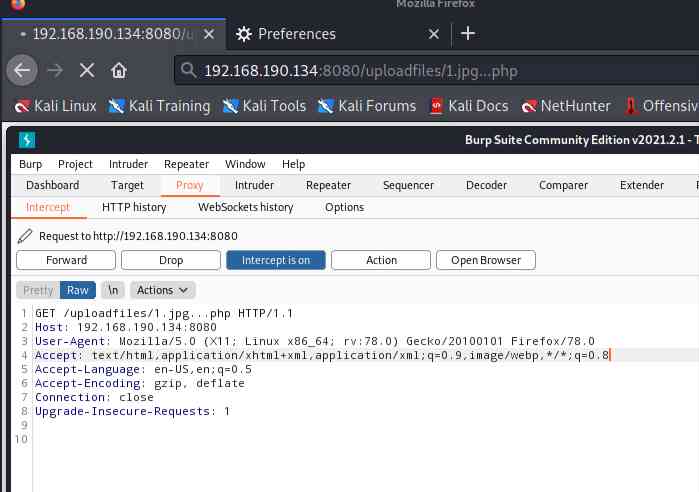 Mozilla Firefox
192.168.190.134:8080/u
Preferences
192.168.190.134:8080/uploadfiles/1.jpg...php
Kali Linux Kali Training Kali Tools Kali Forums Kali Docs NetHunter Offensiv
Burp Suite Community Edition v2021.2.1 - T
Burp Project Intruder Repeater Window Help
Dashboard Target Proxy Intruder Repeater Sequencer Decoder Comparer Extender
Intercept HTTP history WebSockets history Options
Request to http://192.168.190.134:8080
Forward Drop Intercept is on Action Open Browser
Pretty Raw \n Actions
1 GET /uploadfiles/1.jpg...php HTTP/1.1
2 Host: 192.168.190.134:8080
3 User-Agent: Mozilla/5.0 (X11; Linux x86_64; rv:78.0) Gecko/20100101 Firefox/78.0
4 Accept: text/html,application/xhtml+xml,application/xml;q=0.9,image/webp,*/*;q=0.8
5 Accept-Language: en-US,en;q=0.5
6 Accept-Encoding: gzip, deflate
7 Connection: close
8 Upgrade-Insecure-Requests: 1
9
10